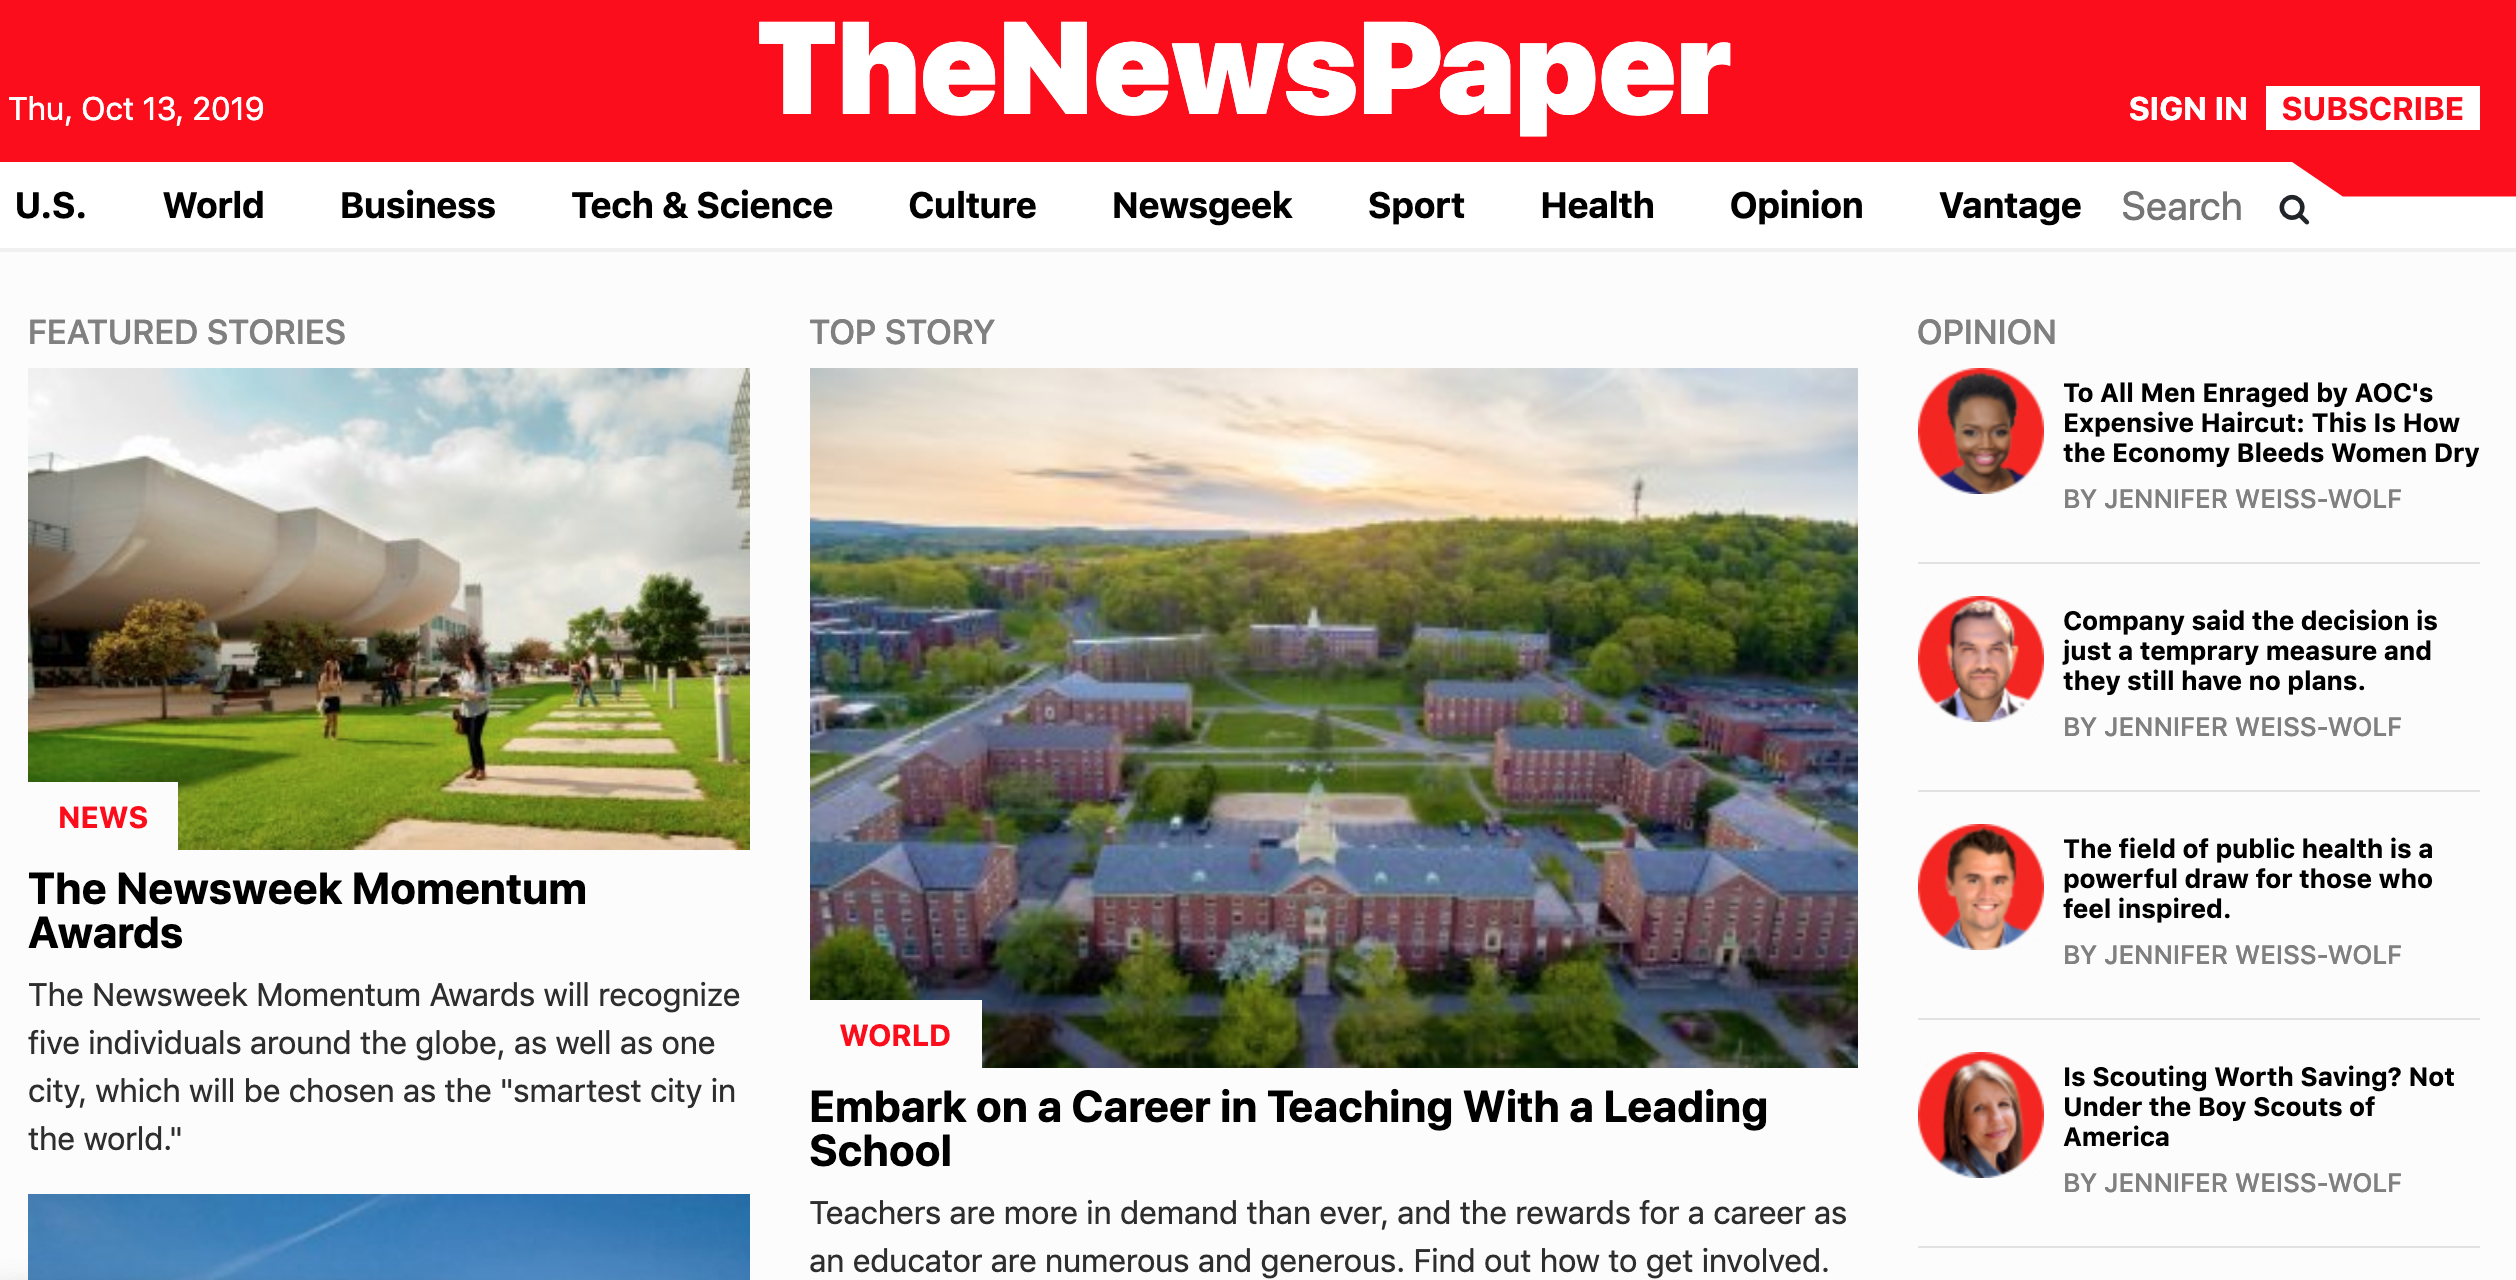 TheNewsPaper
Thu, Oct 13, 2019
SIGN IN SUBSCRIBE
U.S. World Business Tech & Science Culture Newsgeek Sport Health Opinion Vantage Search
FEATURED STORIES
NEWS
The Newsweek Momentum
Awards
The Newsweek Momentum Awards will recognize
five individuals around the globe, as well as one
city, which will be chosen as the "smartest city in
the world."
TOP STORY
WORLD
Embark on a Career in Teaching With a Leading
School
Teachers are more in demand than ever, and the rewards for a career as
an educator are numerous and generous. Find out how to get involved.
OPINION
To All Men Enraged by AOC's
Expensive Haircut: This Is How
the Economy Bleeds Women Dry
BY JENNIFER WEISS-WOLF
Company said the decision is
just a temprary measure and
they still have no plans.
BY JENNIFER WEISS-WOLF
The field of public health is a
powerful draw for those who
feel inspired.
BY JENNIFER WEISS-WOLF
Is Scouting Worth Saving? Not
Under the Boy Scouts of
America
BY JENNIFER WEISS-WOLF